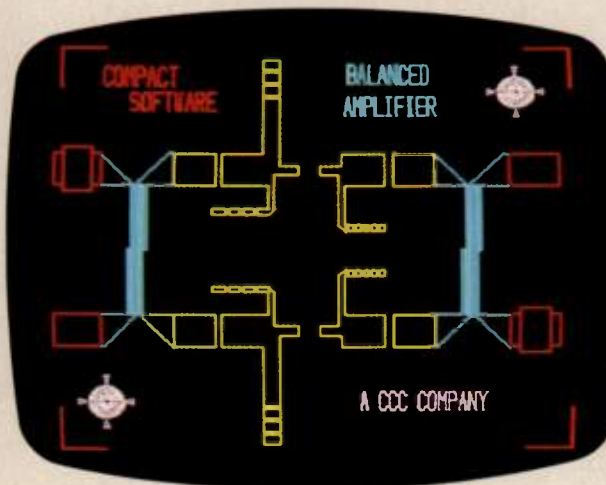 COMPACT
SOFTWARE
BALANCED
AMPLIFIER
A CCC COMPANY